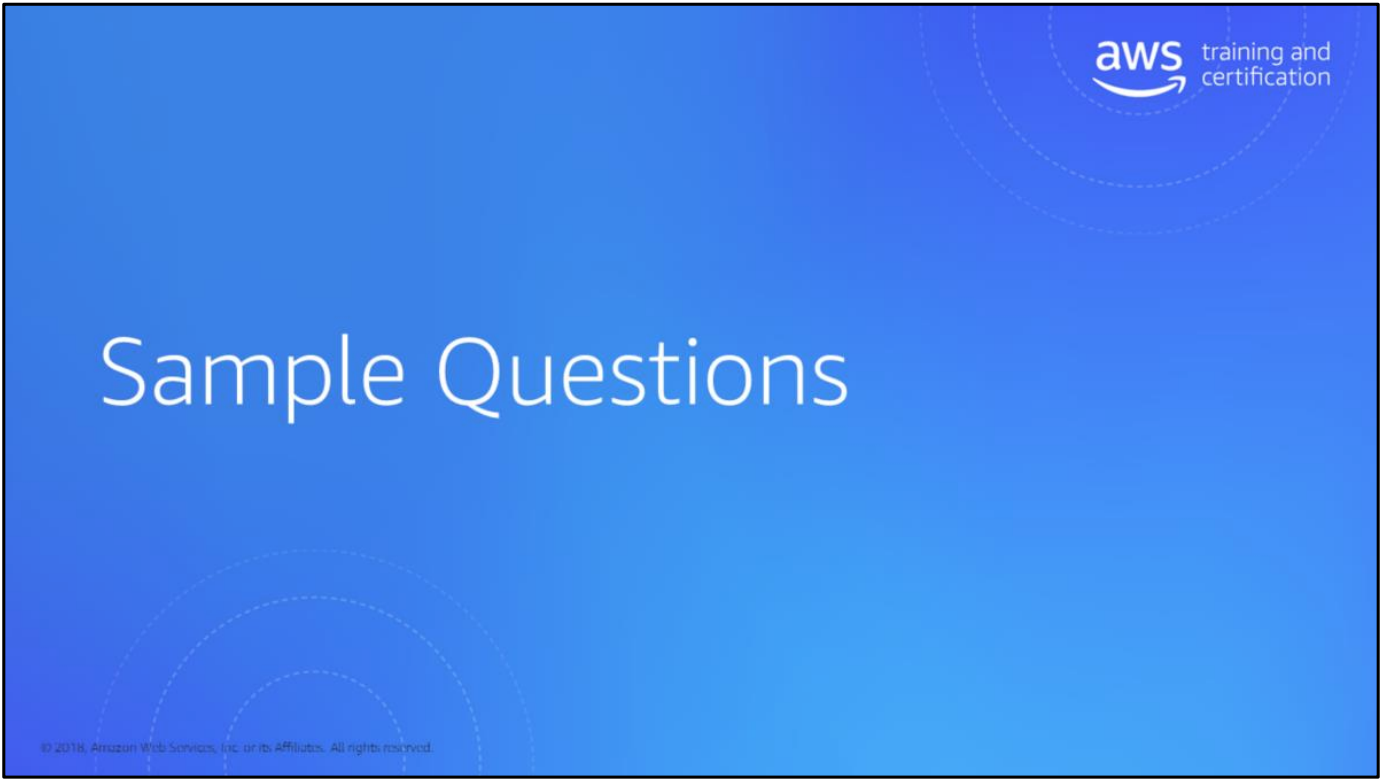 aws training and
certification
Sample Questions
© 2018, Amazon Web Services, Inc. or its Affiliates. All rights reserved.